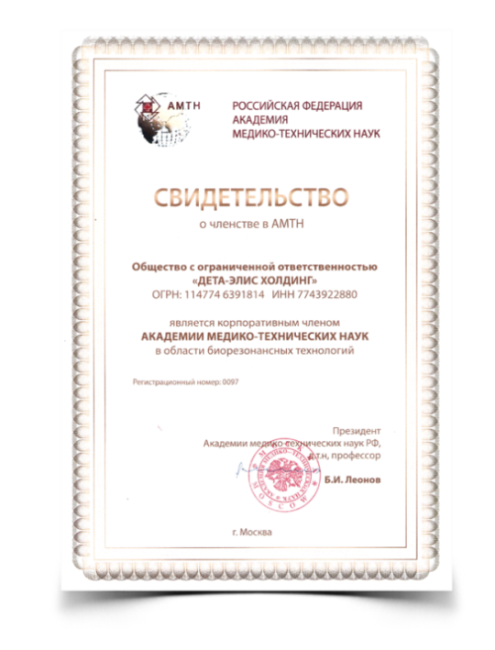 АМТН
РОССИЙСКАЯ ФЕДЕРАЦИЯ
АКАДЕМИЯ
МЕДИКО-ТЕХНИЧЕСКИХ НАУК
СВИДЕТЕЛЬСТВО
о членстве в АМТН
Общество с ограниченной ответственностью
«ДЕТА-ЭЛИС ХОЛДИНГ»
ОГРН: 114774 6391814 ИНН 7743922880
является корпоративным членом
АКАДЕМИИ МЕДИКО-ТЕХНИЧЕСКИХ НАУК
в области биорезонансных технологий
Регистрационный номер: 0097
Президент
Академии медико-технических наук РФ,
д.т.н, профессор
Б.И. Леонов
MOSCOW
г. Москва